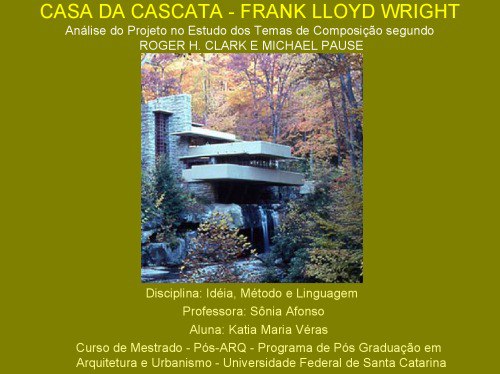 CASA DA CASCATA - FRANK LLOYD WRIGHT
Análise do Projeto no Estudo dos Temas de Composição segundo
ROGER H. CLARK E MICHAEL PAUSE
Disciplina: Idéia, Método e Linguagem
Professora: Sônia Afonso
Aluna: Katia Maria Véras
Curso de Mestrado - Pós-ARQ - Programa de Pós Graduação em
Arquitetura e Urbanismo - Universidade Federal de Santa Catarina